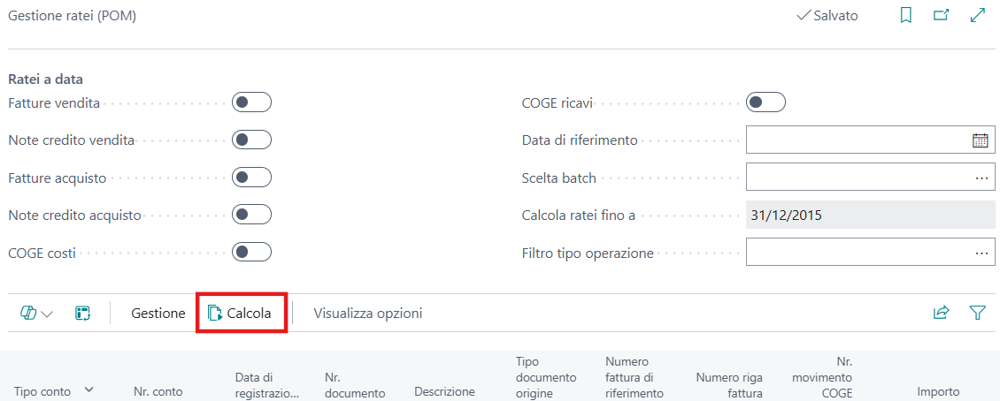 Gestione ratei (POM)
Salvato
Ratei a data
Fatture vendita
COGE ricavi
Note credito vendita
Data di riferimento
Fatture acquisto
Scelta batch
Note credito acquisto
Calcola ratei fino a
31/12/2015
COGE costi
Filtro tipo operazione
Gestione
Calcola
Visualizza opzioni
Tipo conto
Nr. conto
Data di
registrazio...
Nr.
documento
Descrizione
Tipo
documento
origine
Numero
fattura di
riferimento
Numero riga
fattura
Nr.
movimento
COGE
Importo